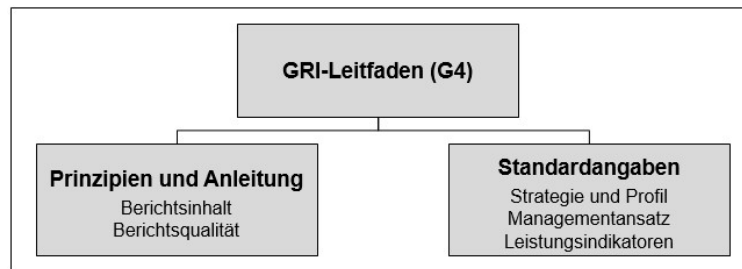 GRI-Leitfaden (G4)
Prinzipien und Anleitung
Berichtsinhalt
Berichtsqualität
Standardangaben
Strategie und Profil
Managementansatz
Leistungsindikatoren